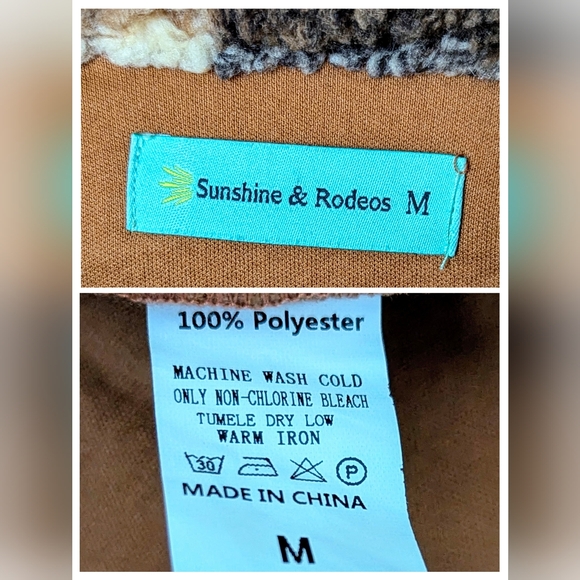 Sunshine & Rodeos M
100% Polyester
MACHINE WASH COLD
ONLY NON-CHLORINE BLEACH
TUMELE DRY LOW
WARM IRON
30 P
MADE IN CHINA
M